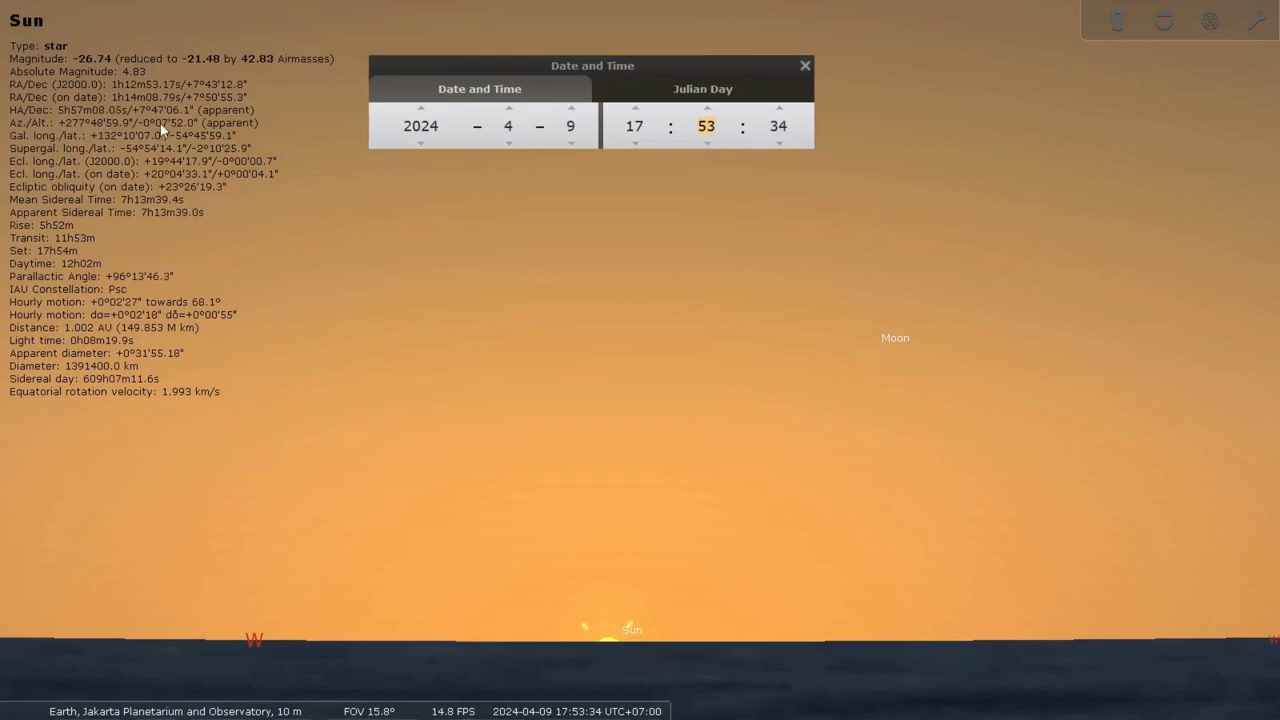 Sun
Type: star
Magnitude: -26.74 (reduced to -21.48 by 42.83 Airmasses)
Absolute Magnitude: 4.83
RA/Dec (J2000.0): 1h12m53.17s/+7°43'12.8"
RA/Dec (on date): 1h14m08.79s/+7°50'55.3"
HA/Dec: 5h57m08.05s/+7°47'06.1" (apparent)
Az./Alt.: +277°48'59.9"/-0°07'52.0" (apparent)
Gal. long./lat.: +132°10'07.0"/-54°45'59.1"
Supergal. long./lat.: -54°54'14.1"/-2°10'25.9"
Ecl. long./lat. (J2000.0): +19°44'17.9"/-0°00'00.7"
Ecl. long./lat. (on date): +20°04'33.1"/+0°00'04.1"
Ecliptic obliquity (on date): +23°26'19.3"
Mean Sidereal Time: 7h13m39.4s
Apparent Sidereal Time: 7h13m39.0s
Rise: 5h52m
Transit: 11h53m
Set: 17h54m
Daytime: 12h02m
Parallactic Angle: +96°13'46.3"
IAU Constellation: Psc
Hourly motion: +0°02'27" towards 68.1°
Hourly motion: dα=+0°02'18" dδ=+0°00'55"
Distance: 1.002 AU (149.853 M km)
Light time: 0h08m19.9s
Apparent diameter: +0°31'55.18"
Diameter: 1391400.0 km
Sidereal day: 609h07m11.6s
Equatorial rotation velocity: 1.993 km/s
Date and Time
Date and Time Julian Day
2024 - 4 - 9 17 : 53 : 34
Moon
Sun
W
Earth, Jakarta Planetarium and Observatory, 10 m FOV 15.8° 14.8 FPS 2024-04-09 17:53:34 UTC+07:00